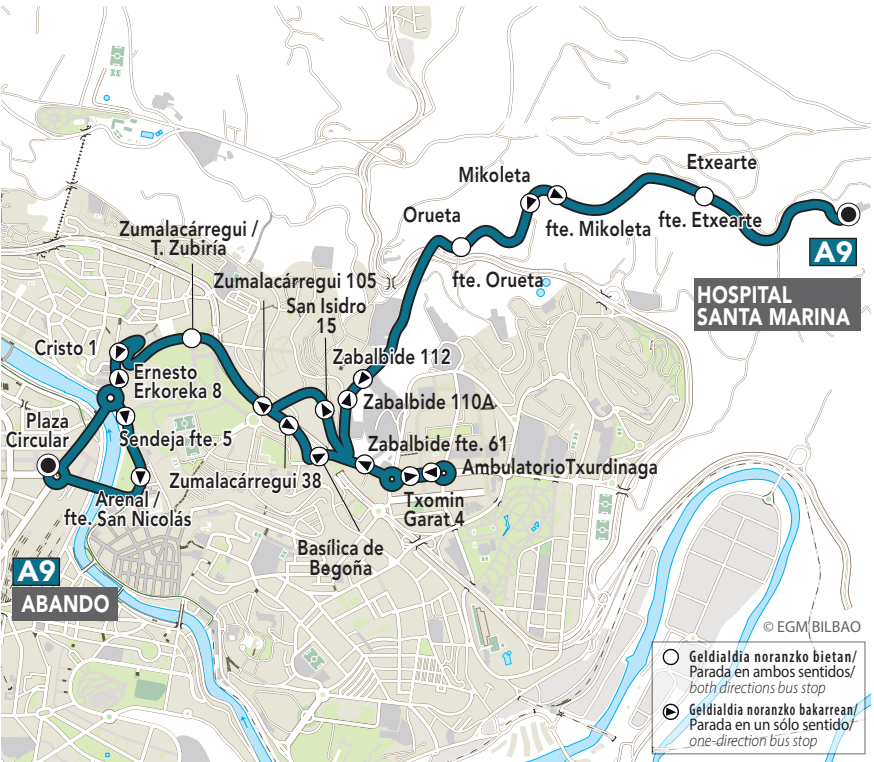 Etxearte
Mikoleta
Orueta
fte. Mikoleta
fte. Etxearte
Zumalacárregui /
T. Zubiría
A9
fte. Orueta
Zumalacárregui 105
HOSPITAL
SANTA MARINA
San Isidro
15
Cristo 1
Zabalbide 112
Ernesto
Erkoreka 8
Zabalbide 110A
Plaza
Circular
Sendeja fte. 5
Zabalbide fte. 61
AmbulatorioTxurdinaga
Zumalacárregui 38
Arenal /
fte. San Nicolás
Txomin
Garat 4
Basílica de
Begoña
A9
ABANDO
© EGM BILBAO
Geldialdia noranzko bietan/
Parada en ambos sentidos/
both directions bus stop
Geldialdia noranzko bakarrean/
Parada en un sólo sentido/
one-direction bus stop